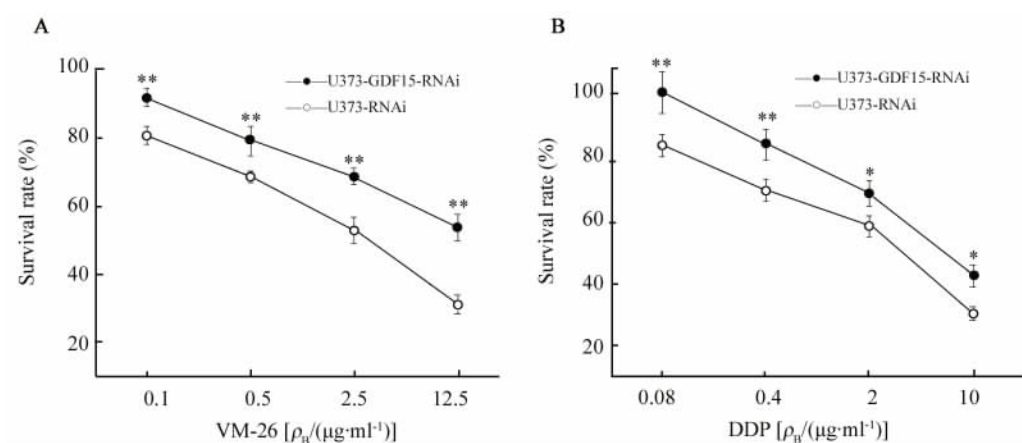 A
100
80
60
40
20
Survival rate (%)
**
**
**
**
U373-GDF15-RNAi
U373-RNAi
0.1 0.5 2.5 12.5
VM-26 [ρB/(μg·ml-1)]
B
100
80
60
40
20
Survival rate (%)
**
**
*
*
U373-GDF15-RNAi
U373-RNAi
0.08 0.4 2 10
DDP [ρB/(μg·ml-1)]